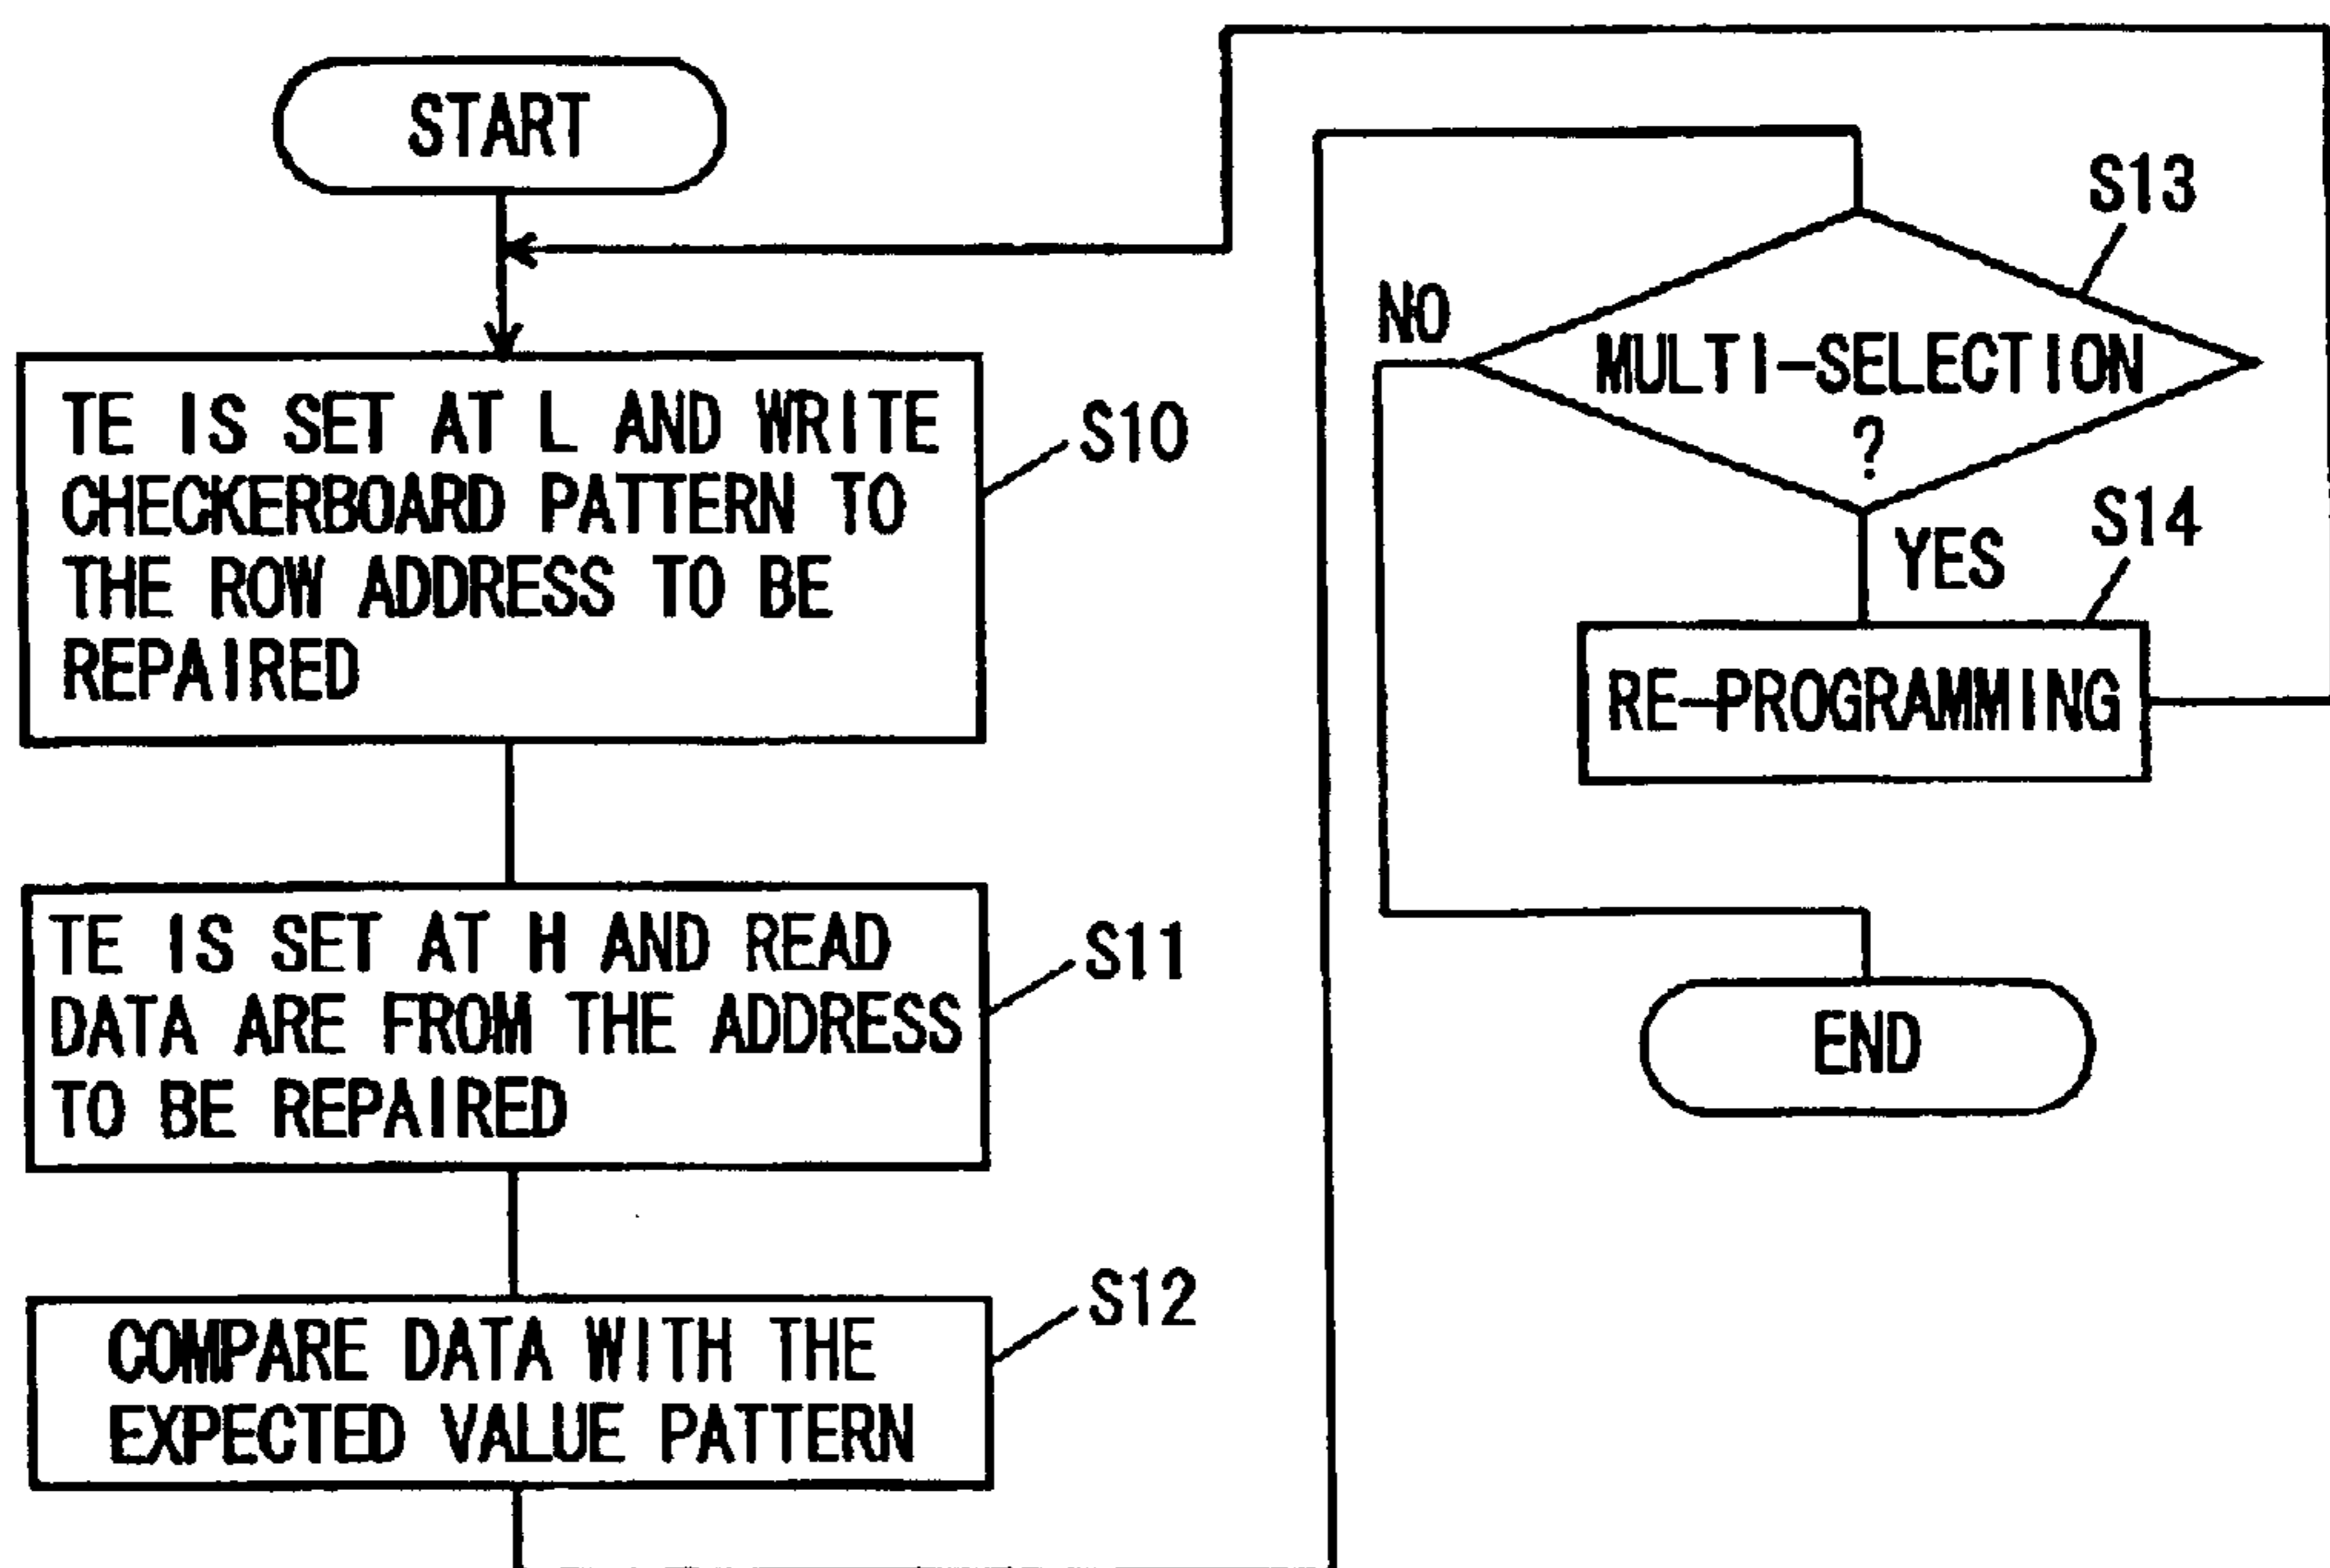 START
TE IS SET AT L AND WRITE
CHECKERBOARD PATTERN TO
THE ROW ADDRESS TO BE
REPAIRED
S10
TE IS SET AT H AND READ
DATA ARE FROM THE ADDRESS
TO BE REPAIRED
S11
COMPARE DATA WITH THE
EXPECTED VALUE PATTERN
S12
S13
NO
MULTI-SELECTION
?
YES
S14
RE-PROGRAMMING
END